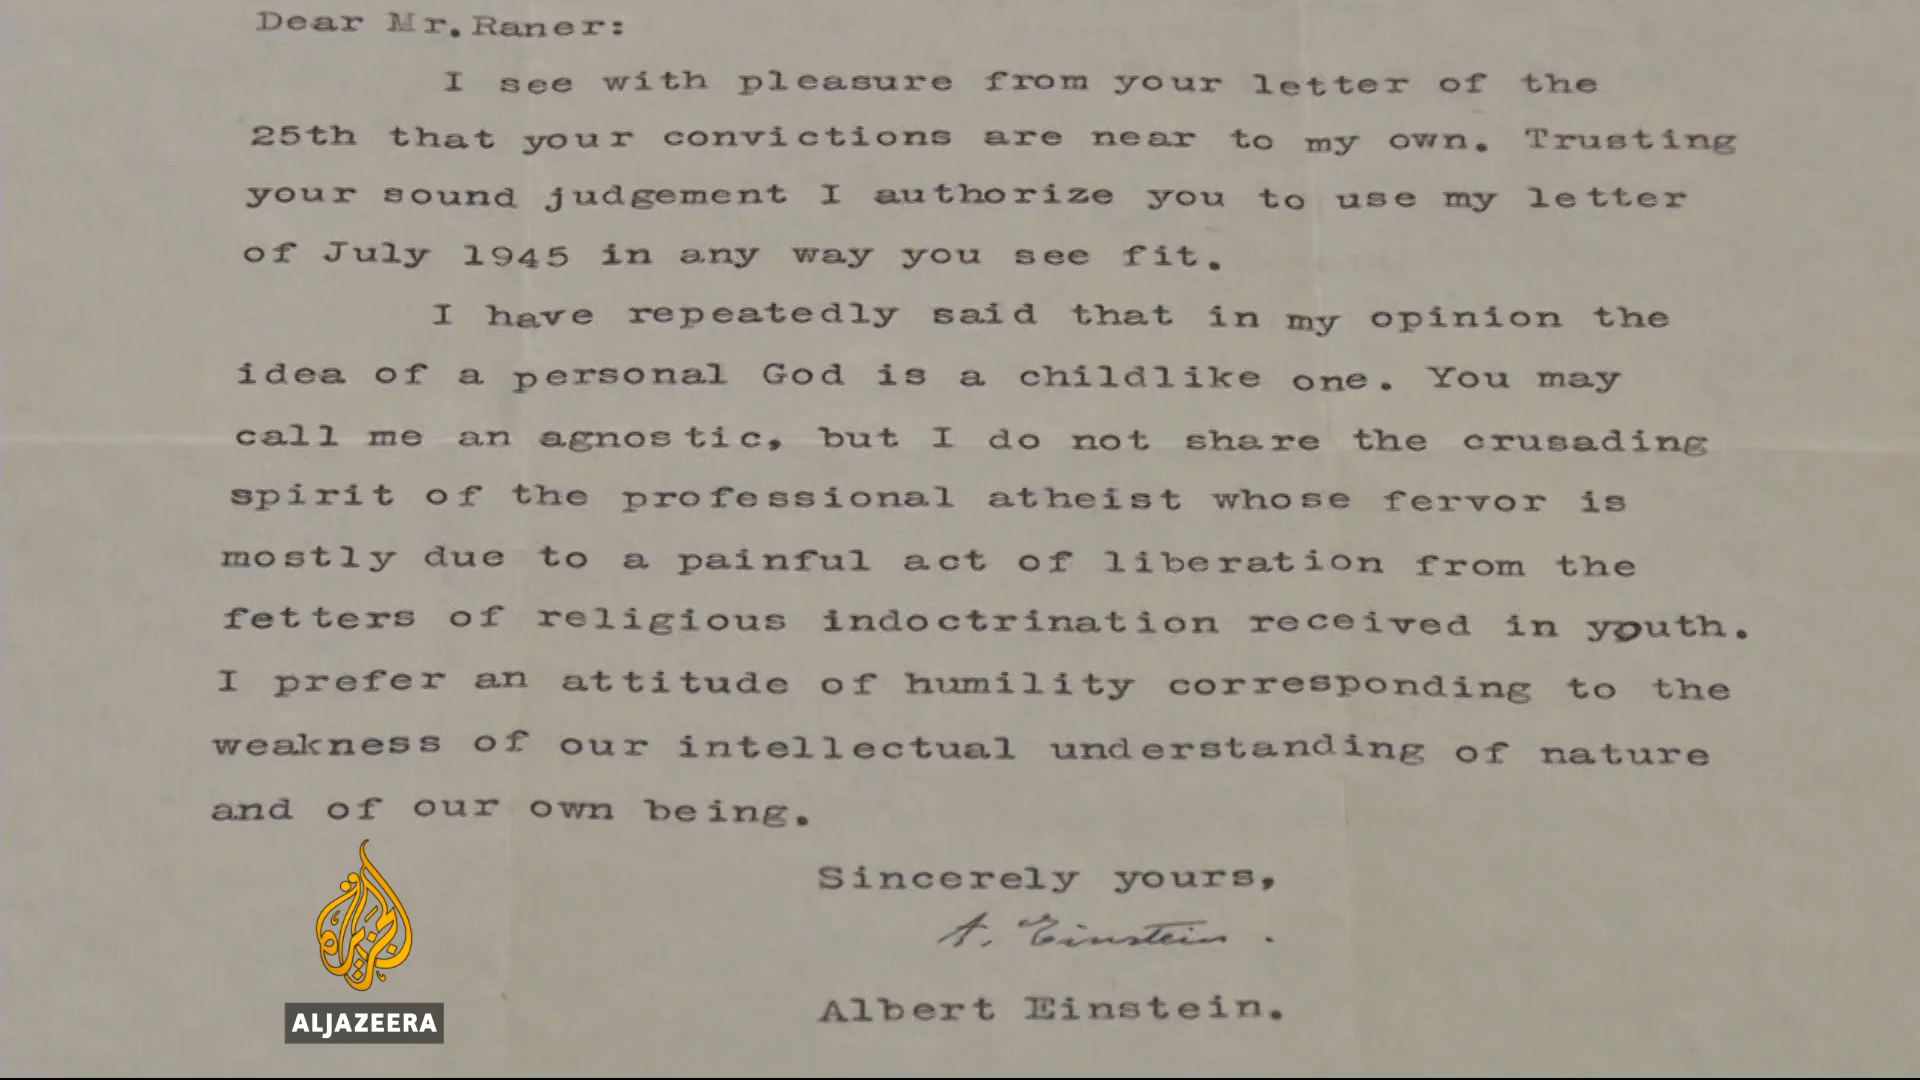 Dear Mr. Raner:
I see with pleasure from your letter of the
25th that your convictions are near to my own. Trusting
your sound judgement I authorize you to use my letter
of July 1945 in any way you see fit.
I have repeatedly said that in my opinion the
idea of a personal God is a childlike one. You may
call me an agnostic, but I do not share the crusading
spirit of the professional atheist whose fervor is
mostly due to a painful act of liberation from the
fetters of religious indoctrination received in youth.
I prefer an attitude of humility corresponding to the
weakness of our intellectual understanding of nature
and of our own being.
Sincerely yours,
A. Einstein.
Albert Einstein.
الجزيرة
ALJAZEERA